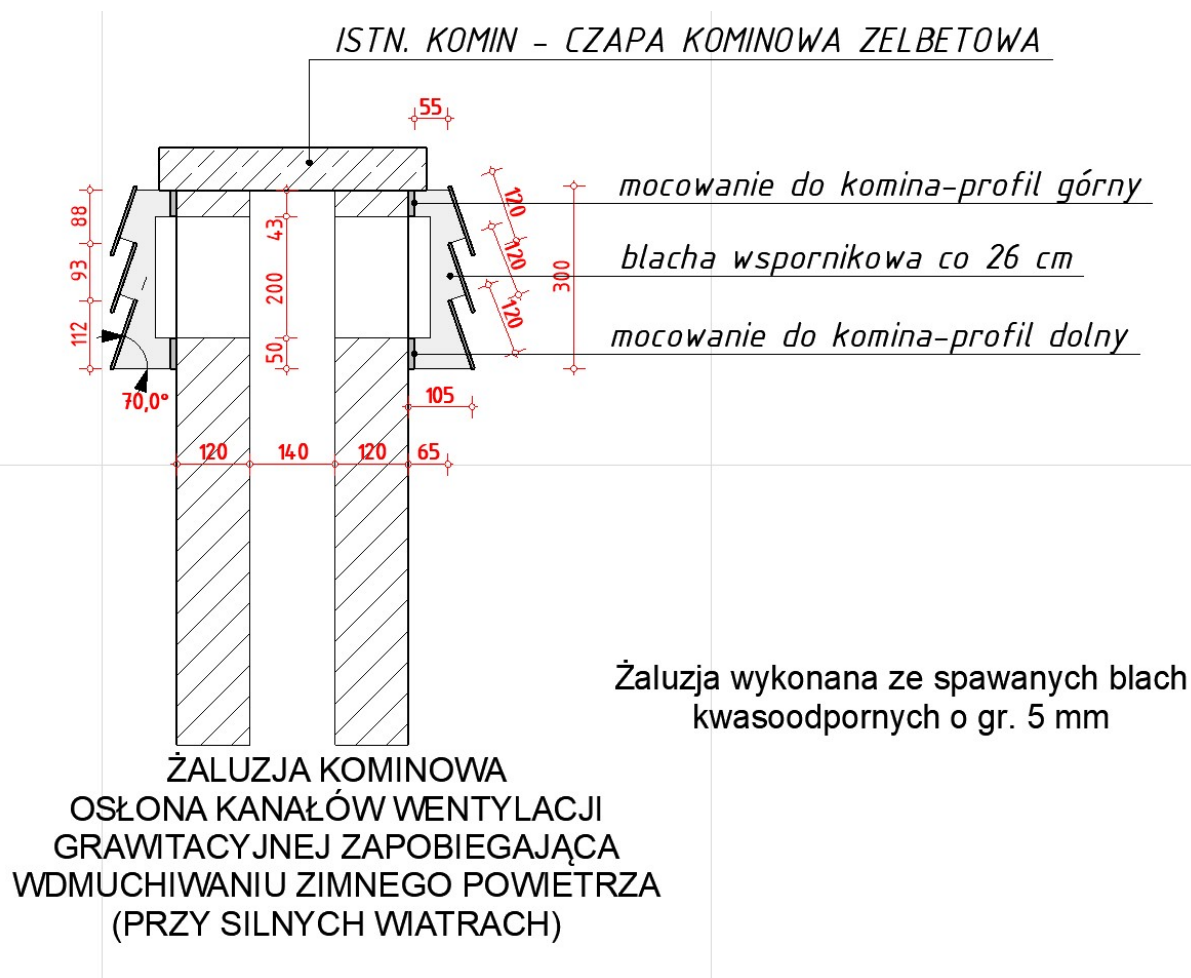 ISTN. KOMIN - CZAPA KOMINOWA ZELBETOWA
55
mocowanie do komina-profil górny
88
43
120
93
200
120
300
blacha wspornikowa co 26 cm
112
50
120
mocowanie do komina-profil dolny
70,0°
105
120
140
120
65
Żaluzja wykonana ze spawanych blach
kwasoodpornych o gr. 5 mm
ŻALUZJA KOMINOWA
OSŁONA KANAŁÓW WENTYLACJI
GRAWITACYJNEJ ZAPOBIEGAJĄCA
WDMUCHIWANIU ZIMNEGO POWIETRZA
(PRZY SILNYCH WIATRACH)